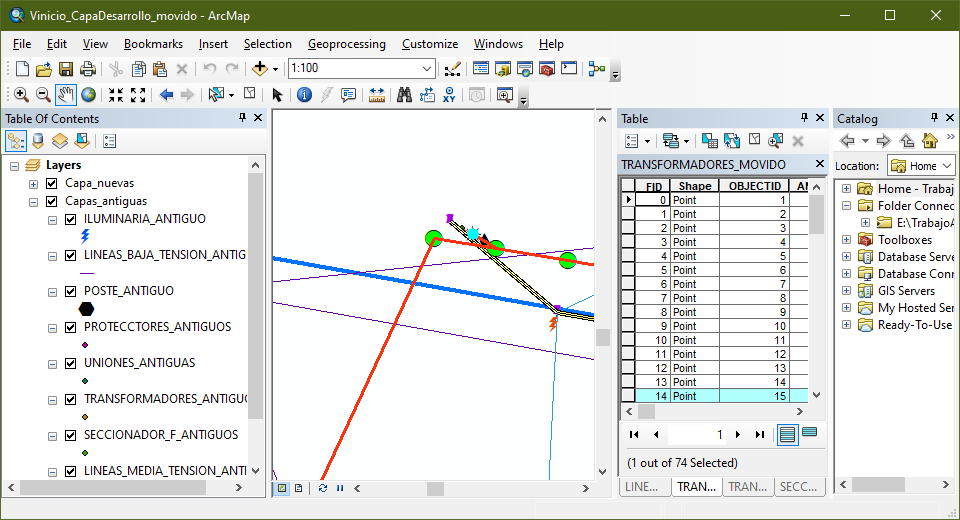 Vinicio_CapaDesarrollo_movido - ArcMap
File Edit View Bookmarks Insert Selection Geoprocessing Customize Windows Help
1:100
XY
Table Of Contents
Layers
Capa_nuevas
Capas_antiguas
ILUMINARIA_ANTIGUO
LINEAS_BAJA_TENSION_ANTIG
POSTE_ANTIGUO
PROTECCTORES_ANTIGUOS
UNIONES_ANTIGUAS
TRANSFORMADORES_ANTIGUO
SECCIONADOR_F_ANTIGUOS
LINEAS_MEDIA_TENSION_ANTI
Table
TRANSFORMADORES_MOVIDO
FID Shape OBJECTID
0 Point 1
1 Point 2
2 Point 3
3 Point 4
4 Point 5
5 Point 6
6 Point 7
7 Point 8
8 Point 9
9 Point 10
10 Point 11
11 Point 12
12 Point 13
13 Point 14
14 Point 15
1
(1 out of 74 Selected)
LINE... TRAN... TRAN... SECC...
Catalog
Location: Home
Home - Trabaj
Folder Connec
E:\Trabajo
Toolboxes
Database Serve
Database Conn
GIS Servers
My Hosted Ser
Ready-To-Use